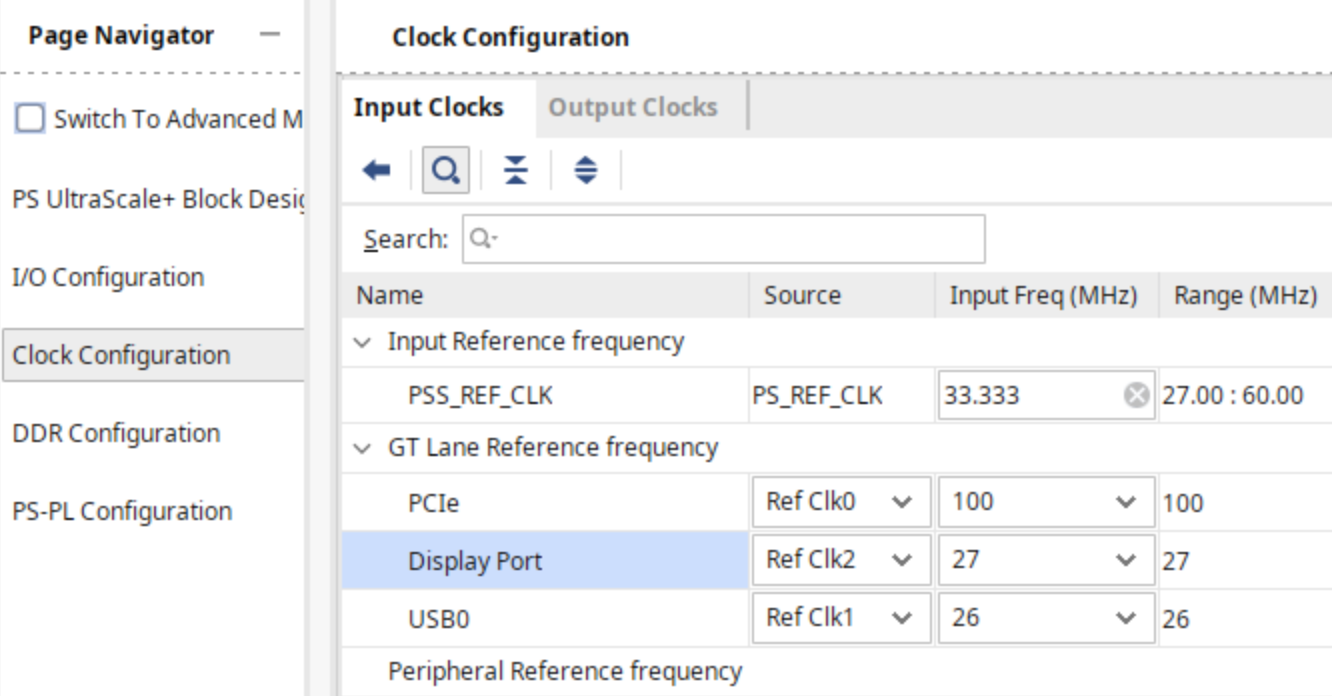 Page Navigator
Switch To Advanced M
PS UltraScale+ Block Desig
I/O Configuration
Clock Configuration
DDR Configuration
PS-PL Configuration
Clock Configuration
Input Clocks Output Clocks
Search:
Name Source Input Freq (MHz) Range (MHz)
Input Reference frequency
PSS_REF_CLK PS_REF_CLK 33.333 27.00 : 60.00
GT Lane Reference frequency
PCIe Ref Clk0 100 100
Display Port Ref Clk2 27 27
USB0 Ref Clk1 26 26
Peripheral Reference frequency